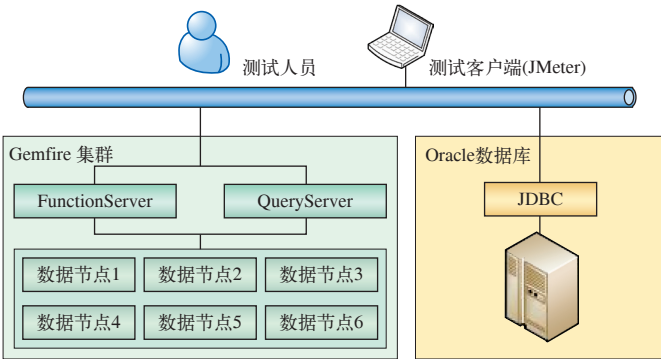 测试人员
测试客户端(JMeter)
Gemfire 集群
FunctionServer
QueryServer
数据节点1
数据节点2
数据节点3
数据节点4
数据节点5
数据节点6
Oracle数据库
JDBC